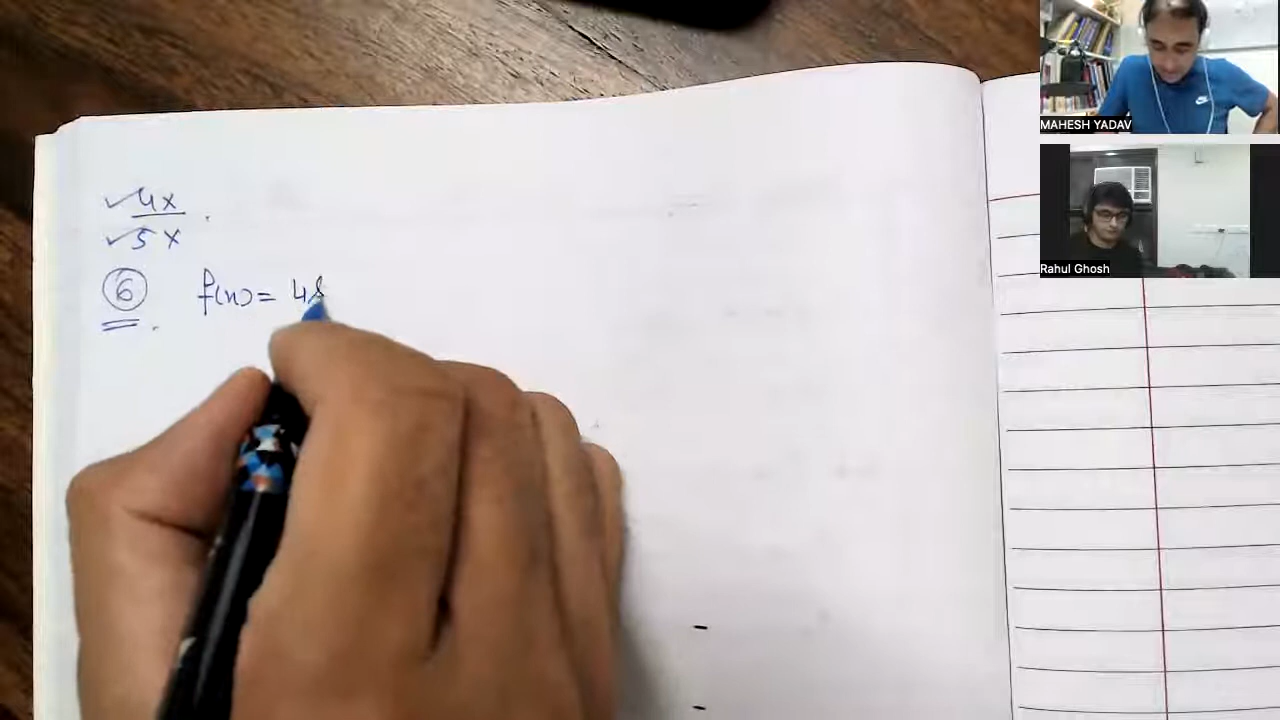 MAHESH YADAV
Rahul Ghosh
✓4x
✓5x
6 f(x) = 4